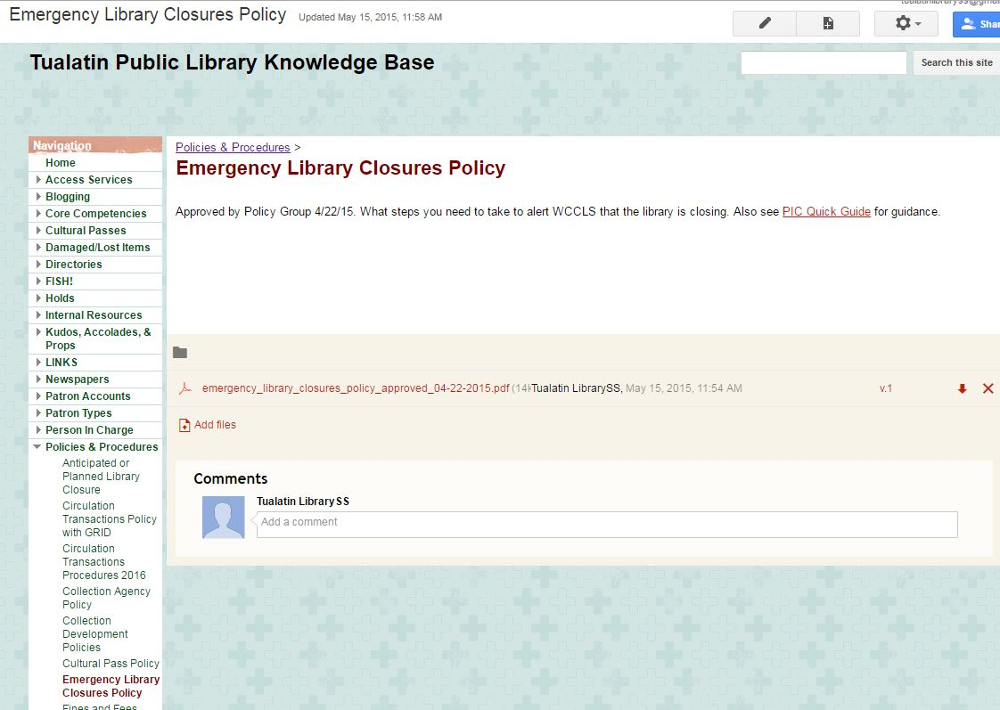 tualatinlibraryss@gmai
Emergency Library Closures Policy Updated May 15, 2015, 11:58 AM
Shar
Tualatin Public Library Knowledge Base
Search this site
Navigation
Home
Access Services
Blogging
Core Competencies
Cultural Passes
Damaged/Lost Items
Directories
FISH!
Holds
Internal Resources
Kudos, Accolades, &
Props
LINKS
Newspapers
Patron Accounts
Patron Types
Person In Charge
Policies & Procedures
Anticipated or
Planned Library
Closure
Circulation
Transactions Policy
with GRID
Circulation
Transactions
Procedures 2016
Collection Agency
Policy
Collection
Development
Policies
Cultural Pass Policy
Emergency Library
Closures Policy
Fines and Fees
Policies & Procedures >
Emergency Library Closures Policy
Approved by Policy Group 4/22/15. What steps you need to take to alert WCCLS that the library is closing. Also see PIC Quick Guide for guidance.
emergency_library_closures_policy_approved_04-22-2015.pdf (14k Tualatin LibrarySS, May 15, 2015, 11:54 AM v.1
Add files
Comments
Tualatin LibrarySS
Add a comment